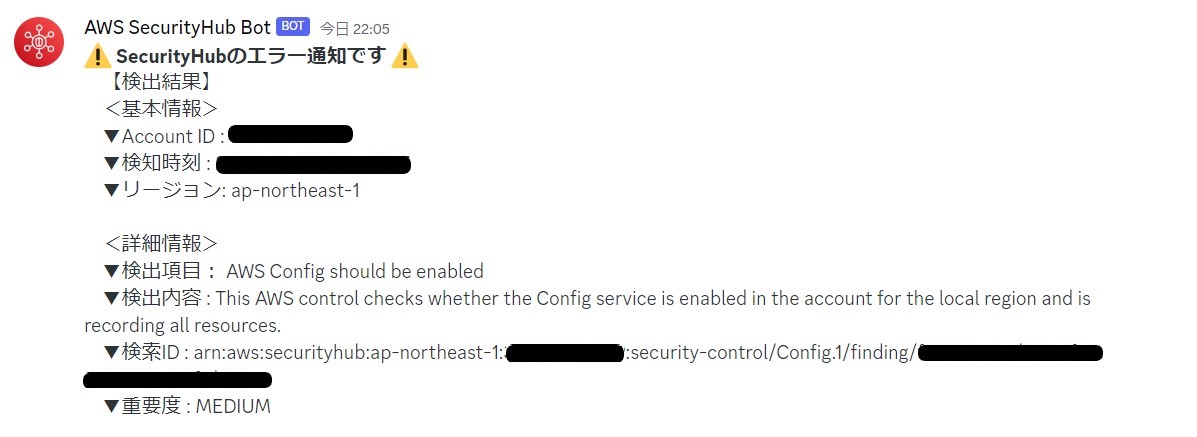 AWS SecurityHub Bot BOT 今日 22:05
⚠️ SecurityHubのエラー通知です ⚠️
【検出結果】
＜基本情報＞
▼Account ID :
▼検知時刻 :
▼リージョン: ap-northeast-1
＜詳細情報＞
▼検出項目： AWS Config should be enabled
▼検出内容 : This AWS control checks whether the Config service is enabled in the account for the local region and is
recording all resources.
▼検索ID : arn:aws:securityhub:ap-northeast-1: :security-control/Config.1/finding/
▼重要度 : MEDIUM